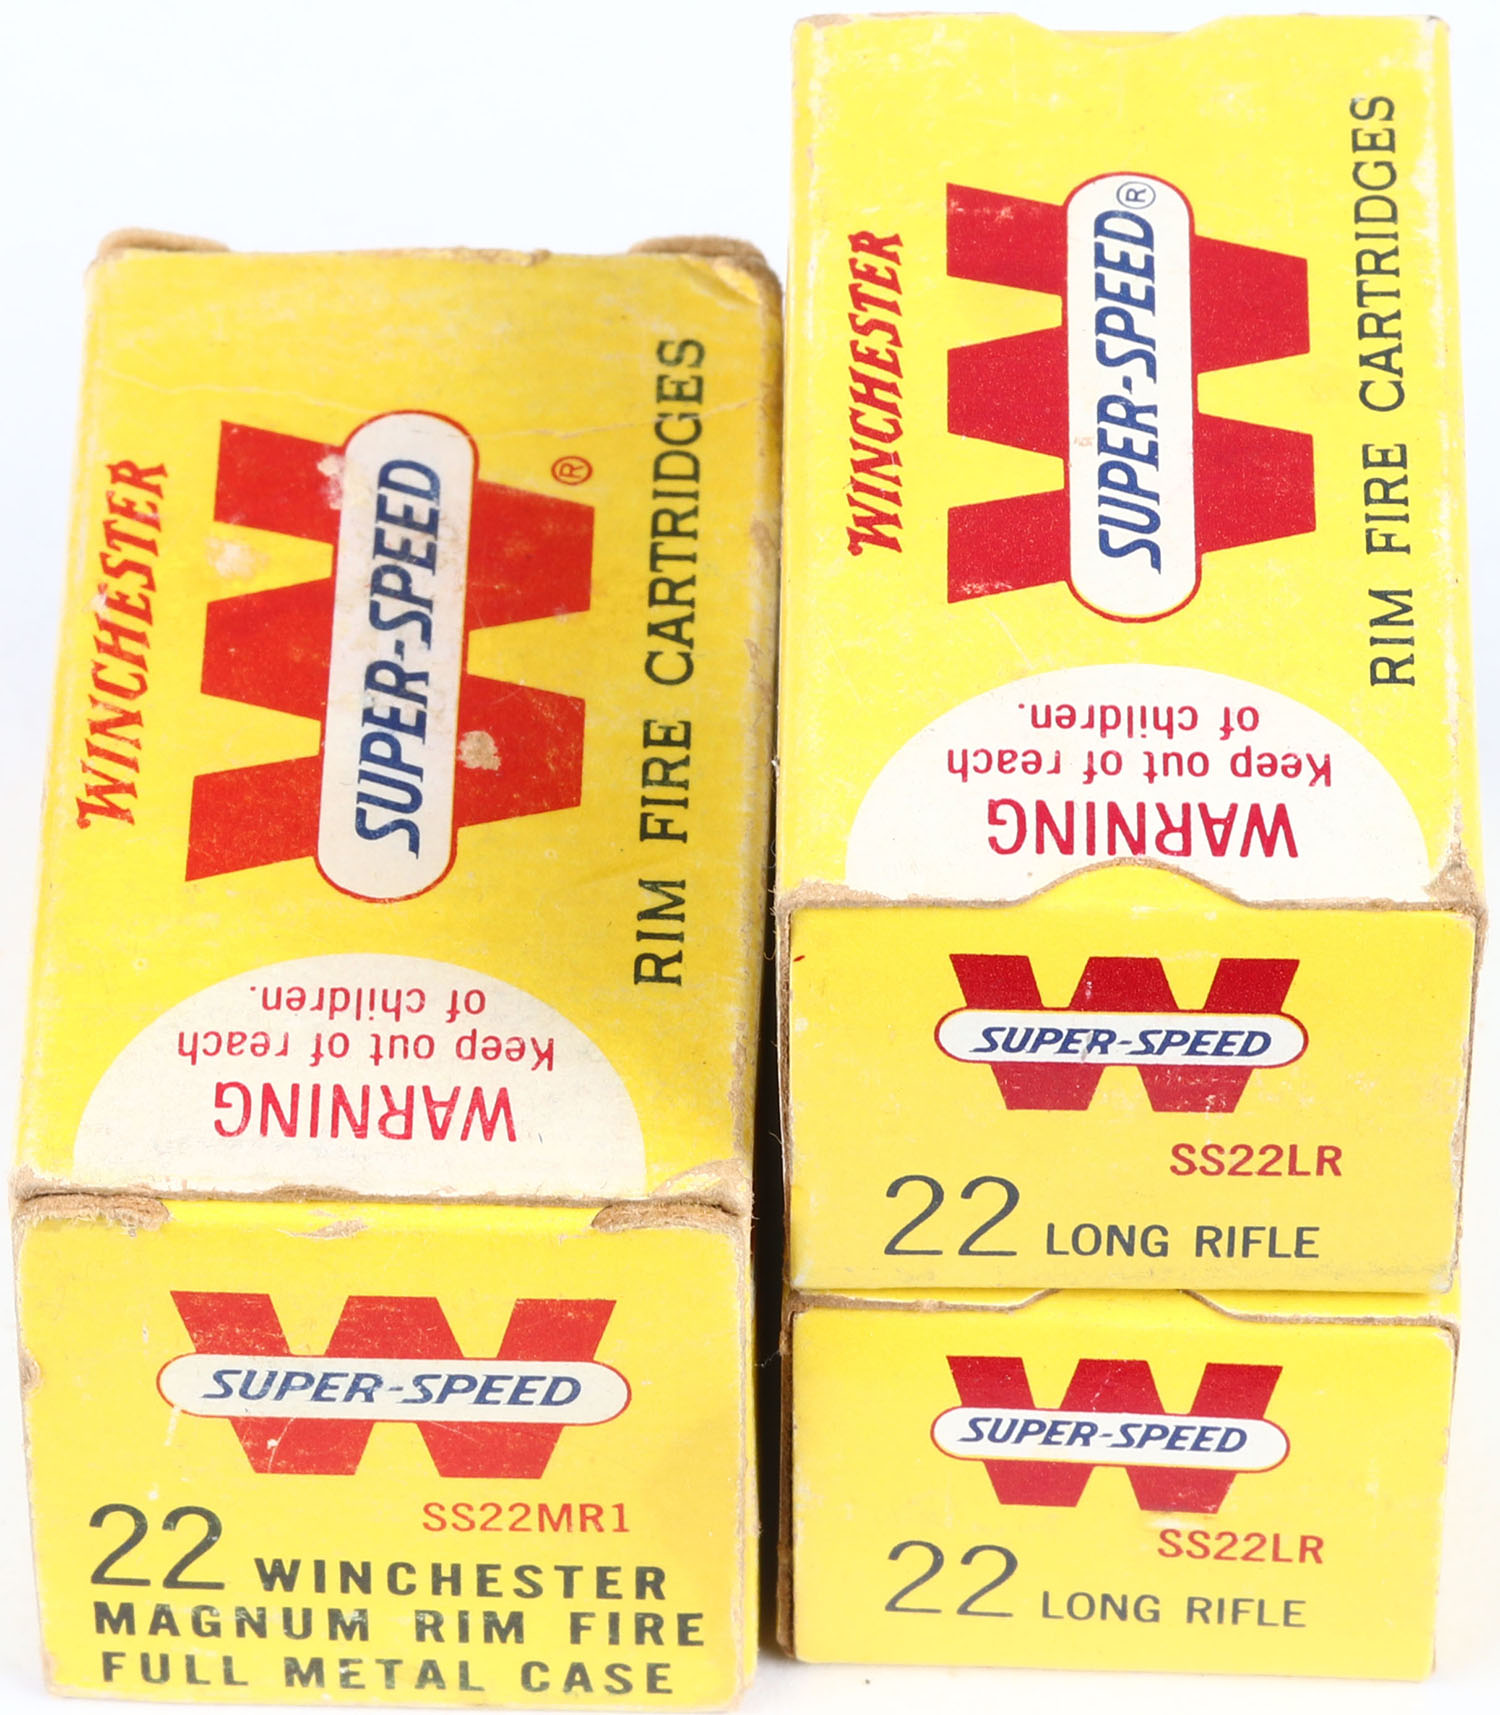 WINCHESTER
SUPER-SPEED
®
RIM FIRE CARTRIDGES
WARNING
Keep out of reach
of children.
SUPER-SPEED
SS22MR1
22 WINCHESTER
MAGNUM RIM FIRE
FULL METAL CASE
WINCHESTER
SUPER-SPEED®
RIM FIRE CARTRIDGES
WARNING
Keep out of reach
of children.
SUPER-SPEED
SS22LR
22 LONG RIFLE
SUPER-SPEED
SS22LR
22 LONG RIFLE